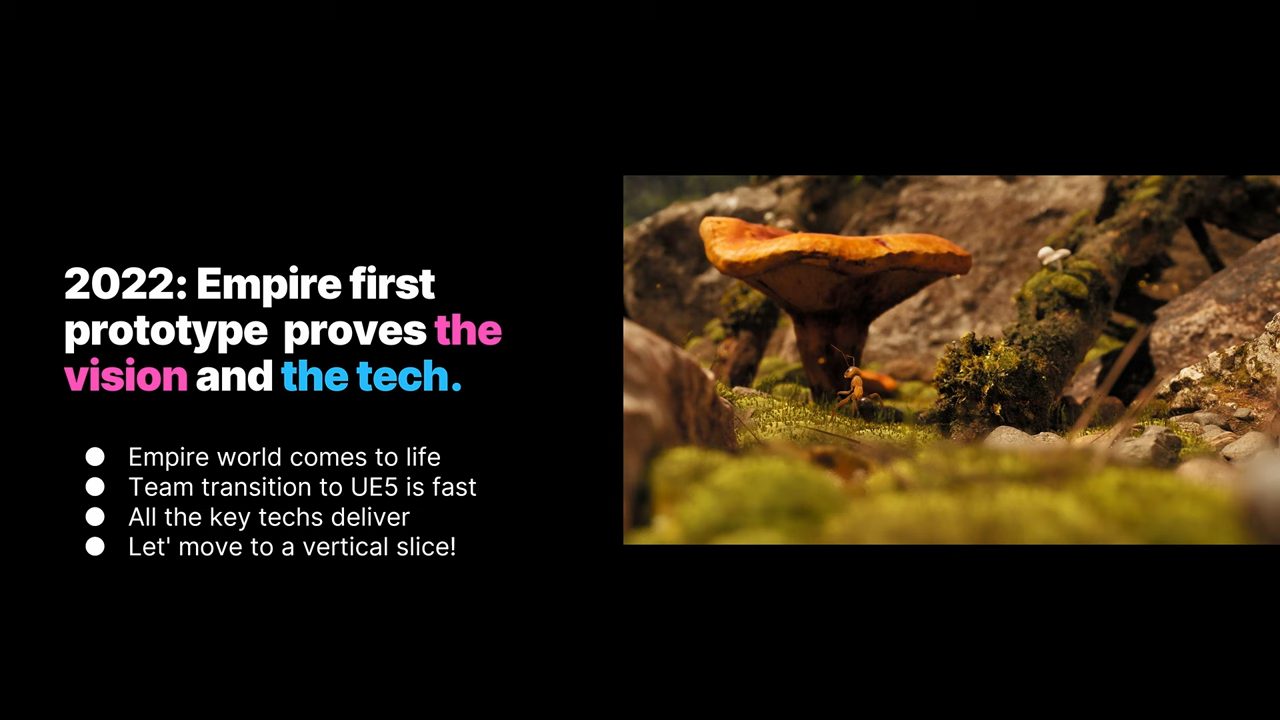 2022: Empire first
prototype  proves the
vision and the tech.
● Empire world comes to life
● Team transition to UE5 is fast
● All the key techs deliver
● Let' move to a vertical slice!